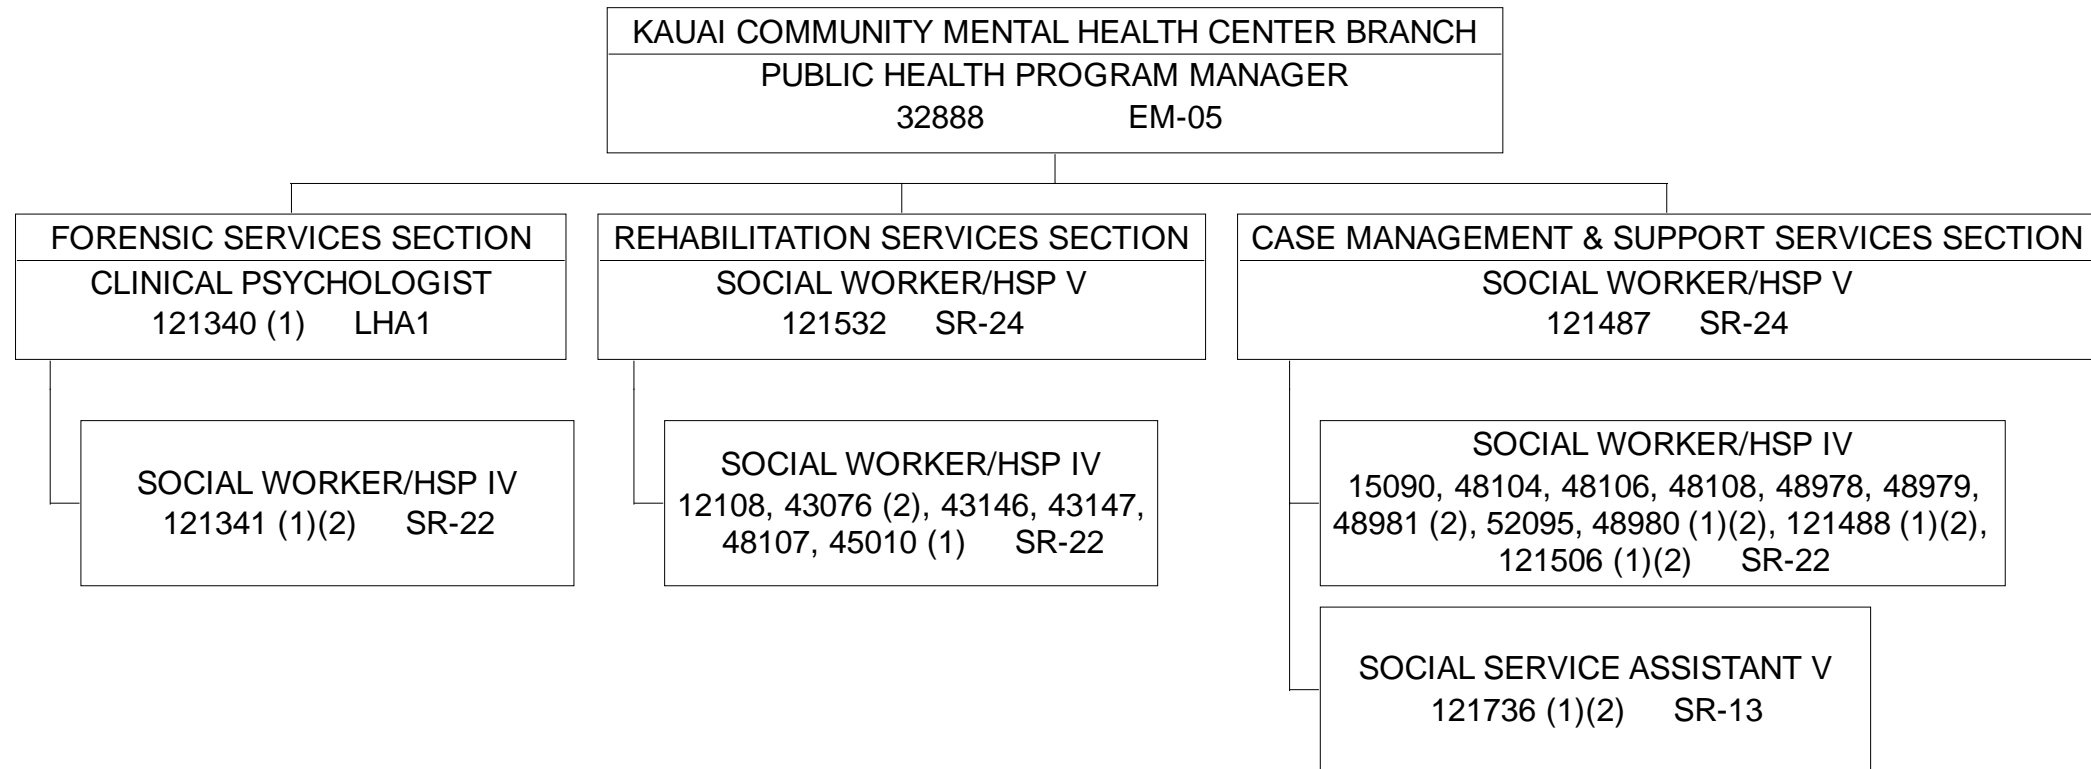 KAUAI COMMUNITY MENTAL HEALTH CENTER BRANCH
PUBLIC HEALTH PROGRAM MANAGER
32888 EM-05
FORENSIC SERVICES SECTION
CLINICAL PSYCHOLOGIST
121340 (1) LHA1
SOCIAL WORKER/HSP IV
121341 (1)(2) SR-22
REHABILITATION SERVICES SECTION
SOCIAL WORKER/HSP V
121532 SR-24
SOCIAL WORKER/HSP IV
12108, 43076 (2), 43146, 43147,
48107, 45010 (1) SR-22
CASE MANAGEMENT & SUPPORT SERVICES SECTION
SOCIAL WORKER/HSP V
121487 SR-24
SOCIAL WORKER/HSP IV
15090, 48104, 48106, 48108, 48978, 48979,
48981 (2), 52095, 48980 (1)(2), 121488 (1)(2),
121506 (1)(2) SR-22
SOCIAL SERVICE ASSISTANT V
121736 (1)(2) SR-13